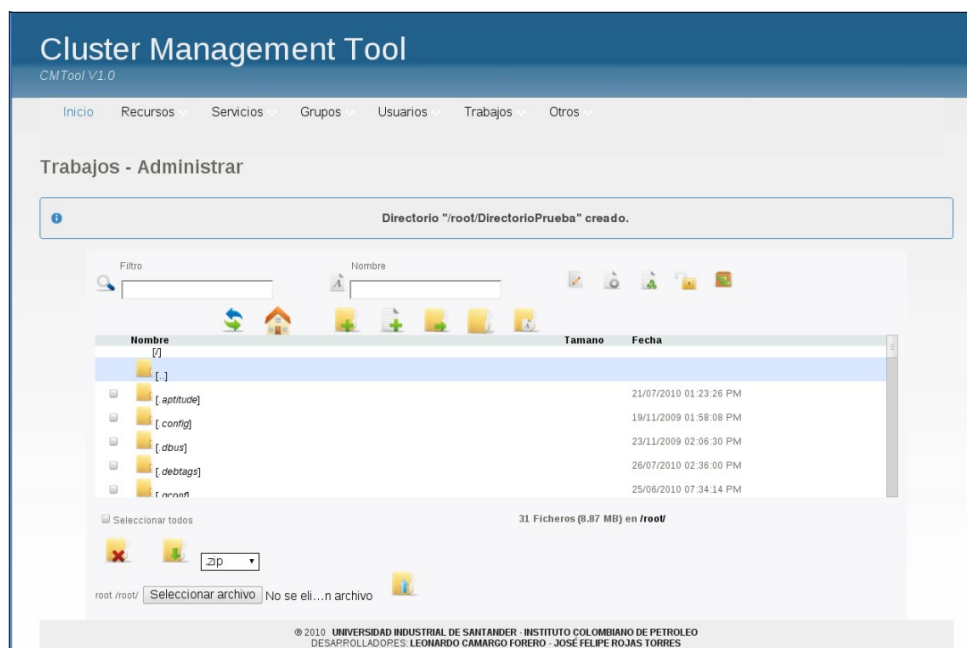 Cluster Management Tool
CMTool V1.0
Inicio Recursos Servicios Grupos Usuarios Trabajos Otros
Trabajos - Administrar
Directorio "/root/DirectorioPrueba" creado.
Filtro Nombre
Nombre Tamano Fecha
[/]
[..]
[.aptitude] 21/07/2010 01:23:26 PM
[.config] 19/11/2009 01:58:08 PM
[.dbus] 23/11/2009 02:06:30 PM
[.debtags] 26/07/2010 02:36:00 PM
[.gconf] 25/06/2010 07:34:14 PM
Seleccionar todos 31 Ficheros (8.87 MB) en /root/
.zip
root /root/ Seleccionar archivo No se eli…n archivo
® 2010 UNIVERSIDAD INDUSTRIAL DE SANTANDER - INSTITUTO COLOMBIANO DE PETROLEO
DESARROLLADORES: LEONARDO CAMARGO FORERO - JOSÉ FELIPE ROJAS TORRES